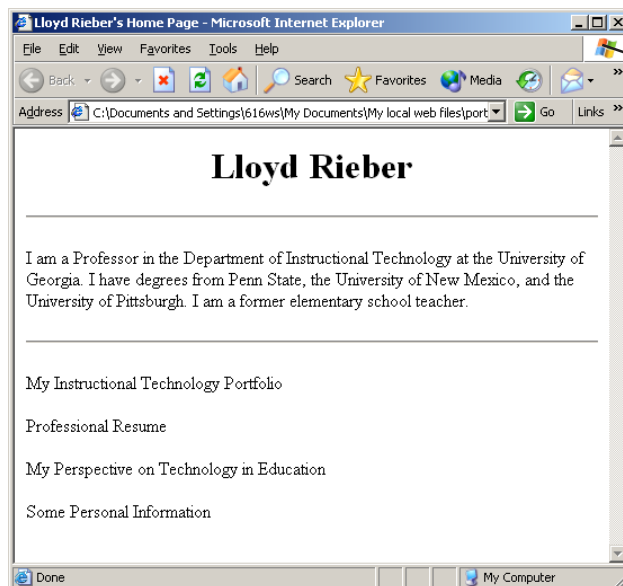 Lloyd Rieber's Home Page - Microsoft Internet Explorer
File Edit View Favorites Tools Help
Back Search Favorites Media
Address C:\Documents and Settings\616ws\My Documents\My local web files\port Go Links
Lloyd Rieber
I am a Professor in the Department of Instructional Technology at the University of
Georgia. I have degrees from Penn State, the University of New Mexico, and the
University of Pittsburgh. I am a former elementary school teacher.
My Instructional Technology Portfolio
Professional Resume
My Perspective on Technology in Education
Some Personal Information
Done My Computer